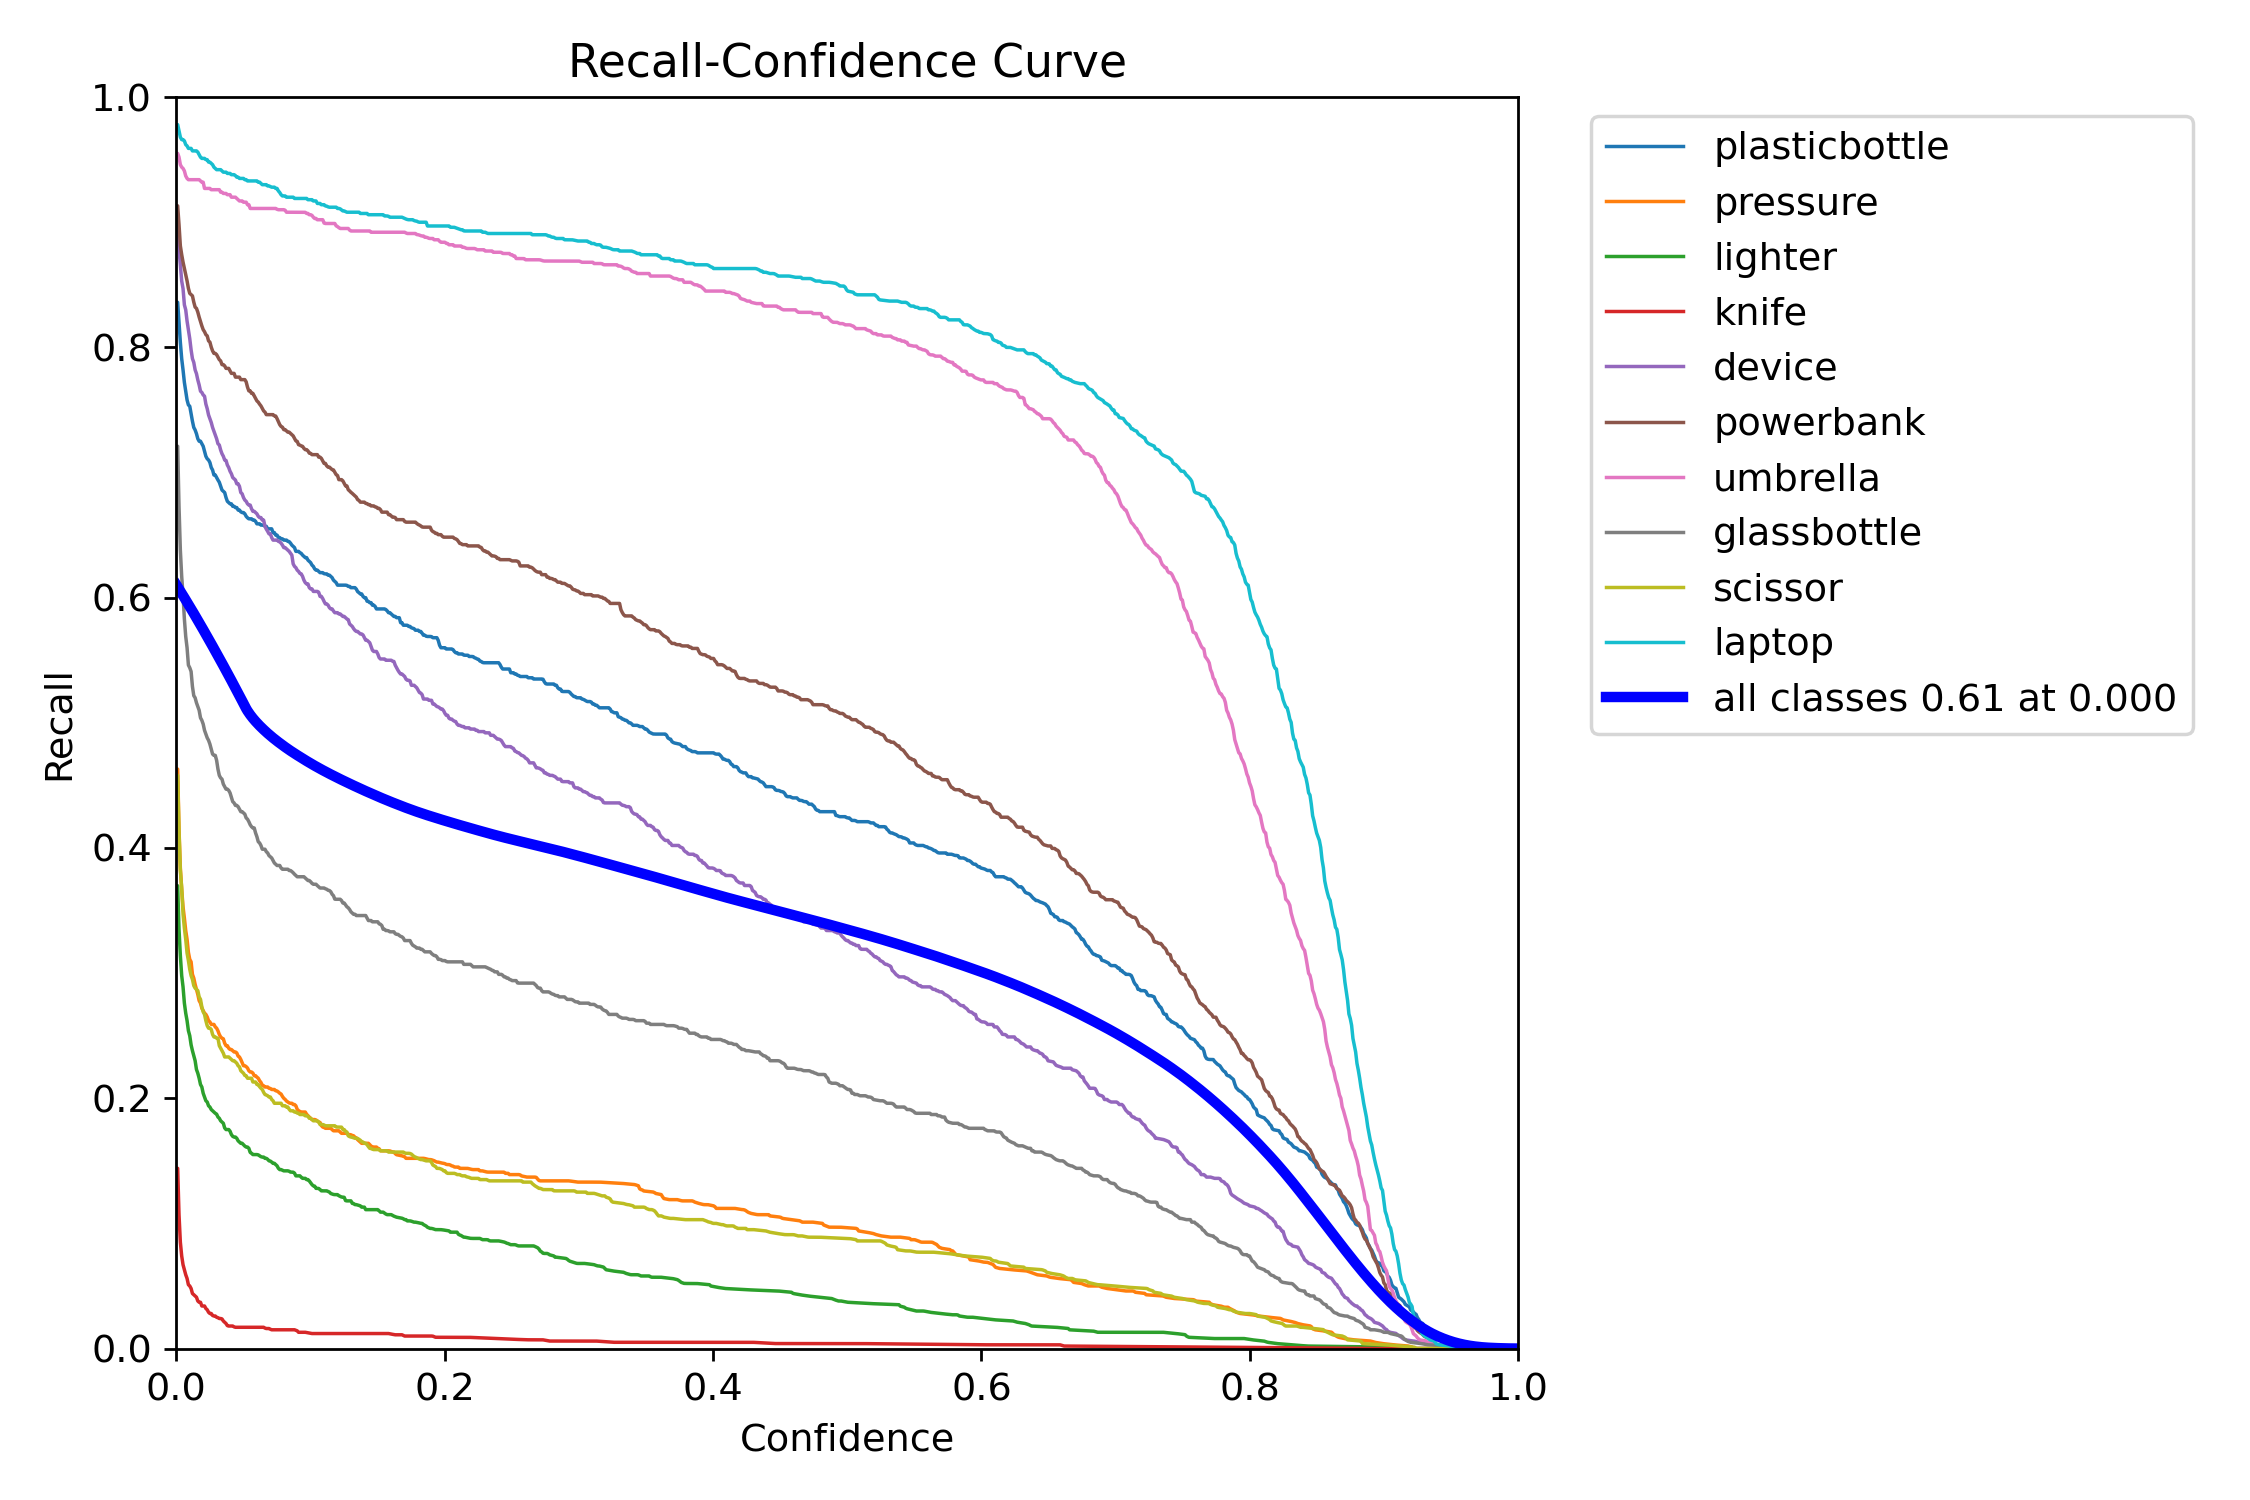 Recall-Confidence Curve
1.0
0.8
0.6
0.4
0.2
0.0
Recall
0.0 0.2 0.4 0.6 0.8 1.0
Confidence
plasticbottle
pressure
lighter
knife
device
powerbank
umbrella
glassbottle
scissor
laptop
all classes 0.61 at 0.000